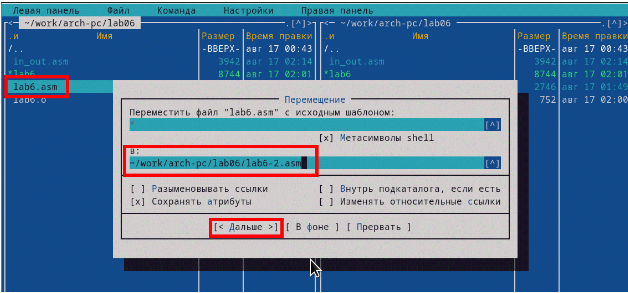 Левая панель Файл Команда Настройки Правая панель
~/work/arch-pc/lab06 .[^] ~/work/arch-pc/lab06 .[^]
.и Имя Размер Время правки .и Имя Размер Время правки
/.. -ВВЕРХ- авг 17 00:43 /.. -ВВЕРХ- авг 17 00:43
in_out.asm 3942 авг 17 02:14 in_out.asm 3942 авг 17 02:14
*lab6 8744 авг 17 02:01 *lab6 8744 авг 17 02:01
lab6.asm 2746 авг 17 01:49
lab6.o 752 авг 17 02:00
Перемещение
Переместить файл "lab6.asm" с исходным шаблоном:
* [^]
[x] Метасимволы shell
в:
~/work/arch-pc/lab06/lab6-2.asm [^]
[ ] Разыменовывать ссылки [ ] Внутрь подкаталога, если есть
[x] Сохранять атрибуты [ ] Изменять относительные ссылки
[< Дальше >] [ В фоне ] [ Прервать ]